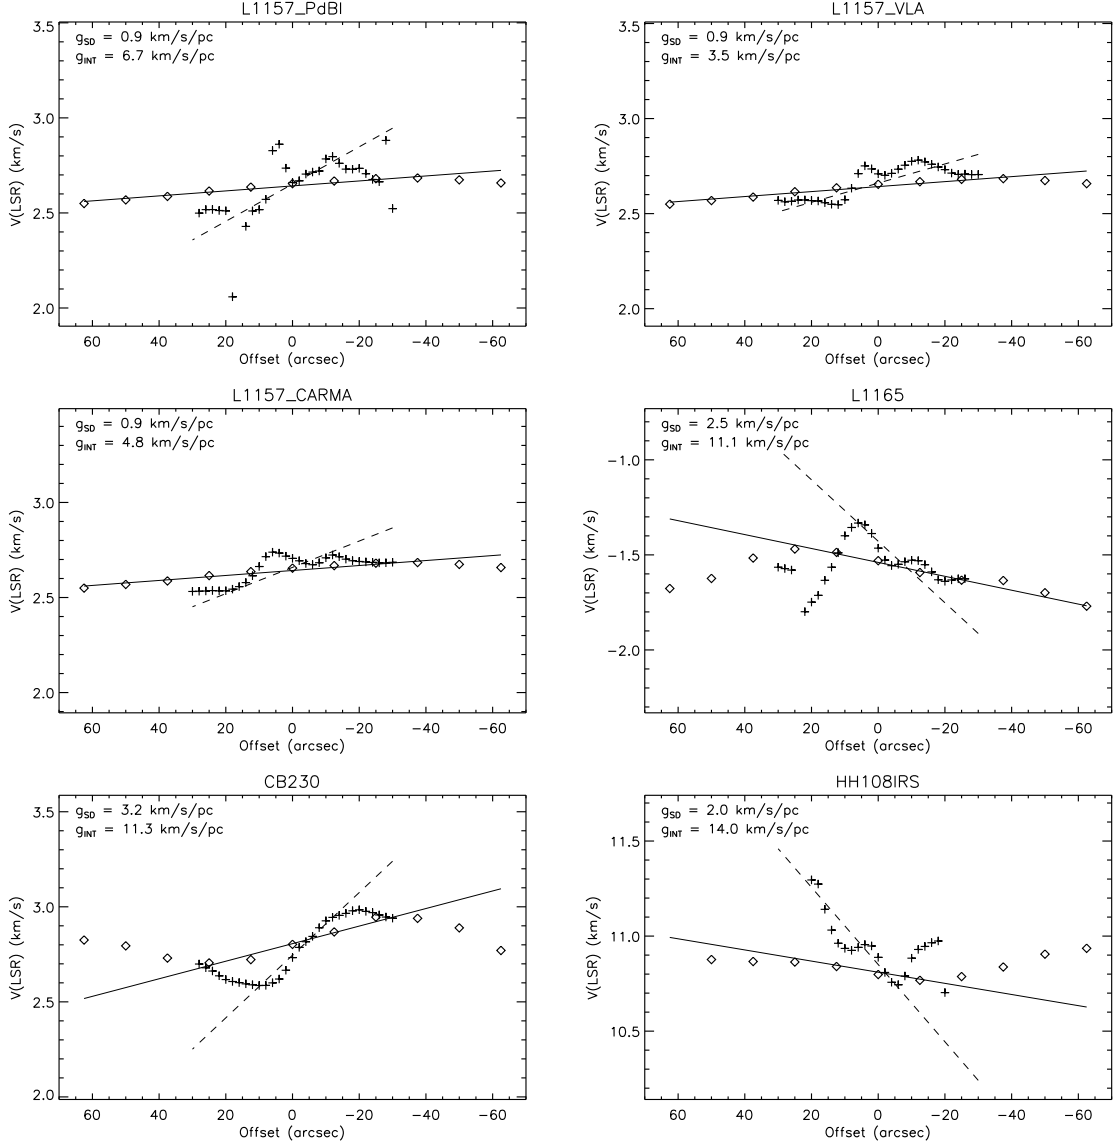 L1157_PdBI
g_SD = 0.9 km/s/pc
g_INT = 6.7 km/s/pc
3.5
3.0
2.5
2.0
V(LSR) (km/s)
60 40 20 0 -20 -40 -60
Offset (arcsec)
L1157_VLA
g_SD = 0.9 km/s/pc
g_INT = 3.5 km/s/pc
3.5
3.0
2.5
2.0
V(LSR) (km/s)
60 40 20 0 -20 -40 -60
Offset (arcsec)
L1157_CARMA
g_SD = 0.9 km/s/pc
g_INT = 4.8 km/s/pc
3.0
2.5
2.0
V(LSR) (km/s)
60 40 20 0 -20 -40 -60
Offset (arcsec)
L1165
g_SD = 2.5 km/s/pc
g_INT = 11.1 km/s/pc
-1.0
-1.5
-2.0
V(LSR) (km/s)
60 40 20 0 -20 -40 -60
Offset (arcsec)
CB230
g_SD = 3.2 km/s/pc
g_INT = 11.3 km/s/pc
3.5
3.0
2.5
2.0
V(LSR) (km/s)
60 40 20 0 -20 -40 -60
Offset (arcsec)
HH108IRS
g_SD = 2.0 km/s/pc
g_INT = 14.0 km/s/pc
11.5
11.0
10.5
V(LSR) (km/s)
60 40 20 0 -20 -40 -60
Offset (arcsec)